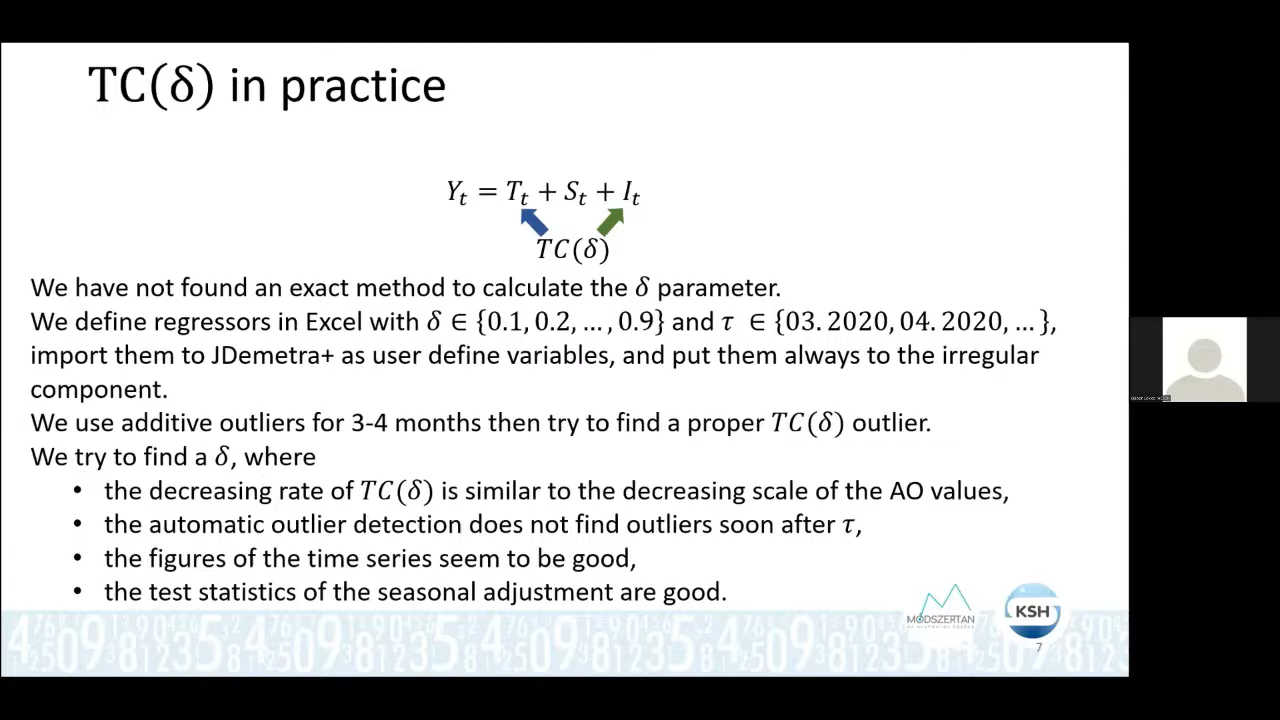 TC(δ) in practice
Yₜ = Tₜ + Sₜ + Iₜ
TC(δ)
We have not found an exact method to calculate the δ parameter.
We define regressors in Excel with δ ∈ {0.1, 0.2, … , 0.9} and τ ∈ {03. 2020, 04. 2020, … },
import them to JDemetra+ as user define variables, and put them always to the irregular
component.
We use additive outliers for 3-4 months then try to find a proper TC(δ) outlier.
We try to find a δ, where
• the decreasing rate of TC(δ) is similar to the decreasing scale of the AO values,
• the automatic outlier detection does not find outliers soon after τ,
• the figures of the time series seem to be good,
• the test statistics of the seasonal adjustment are good.
MÓDSZERTAN
KSH
7